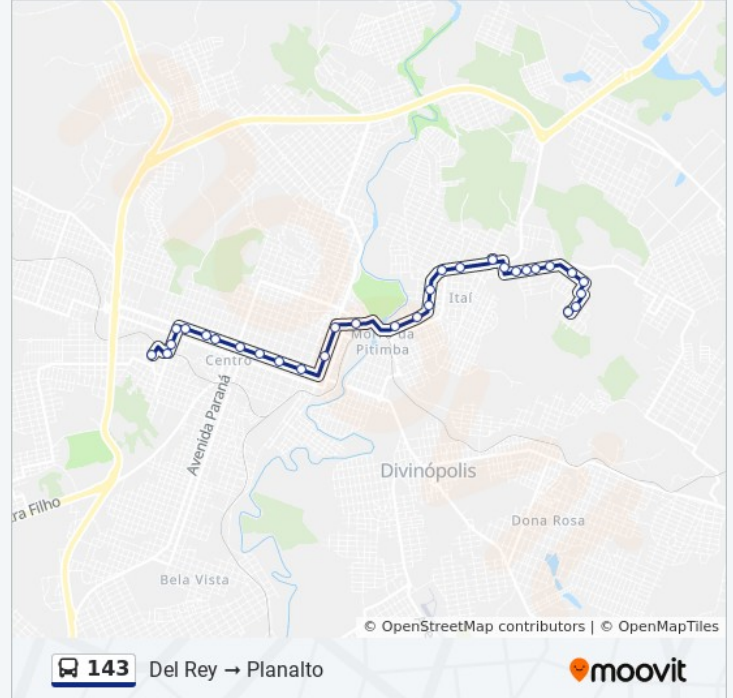 Itaí
Morro da
Pitimba
Centro
Avenida Paraná
Divinópolis
ra Filho
Dona Rosa
Bela Vista
© OpenStreetMap contributors | © OpenMapTiles
143 Del Rey → Planalto
moovit